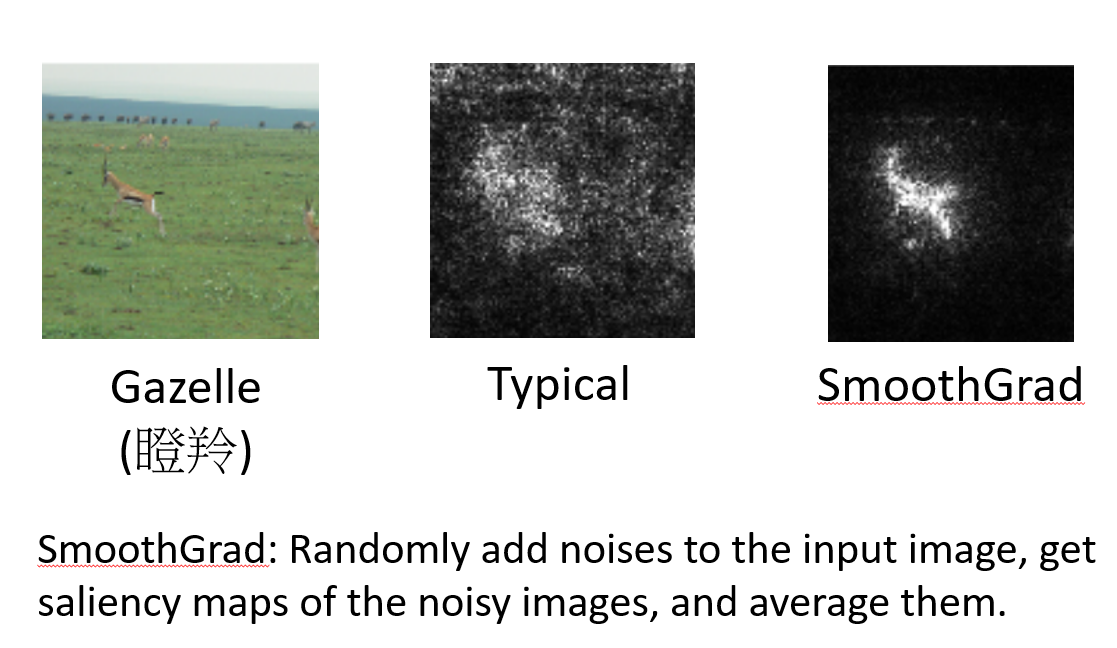 Gazelle
(瞪羚)
Typical
SmoothGrad
SmoothGrad: Randomly add noises to the input image, get
saliency maps of the noisy images, and average them.